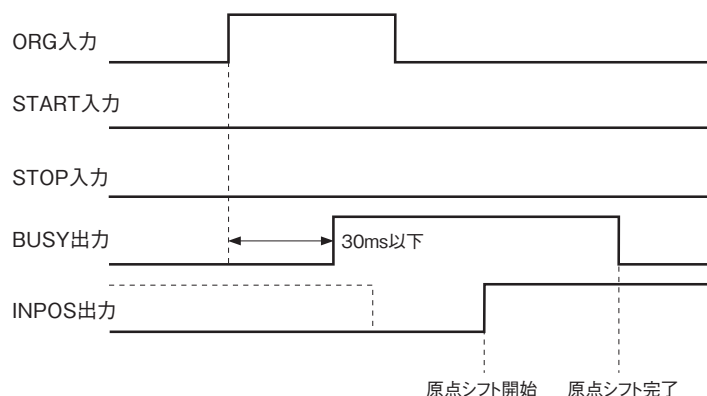 ORG入力
START入力
STOP入力
BUSY出力
30ms以下
INPOS出力
原点シフト開始
原点シフト完了